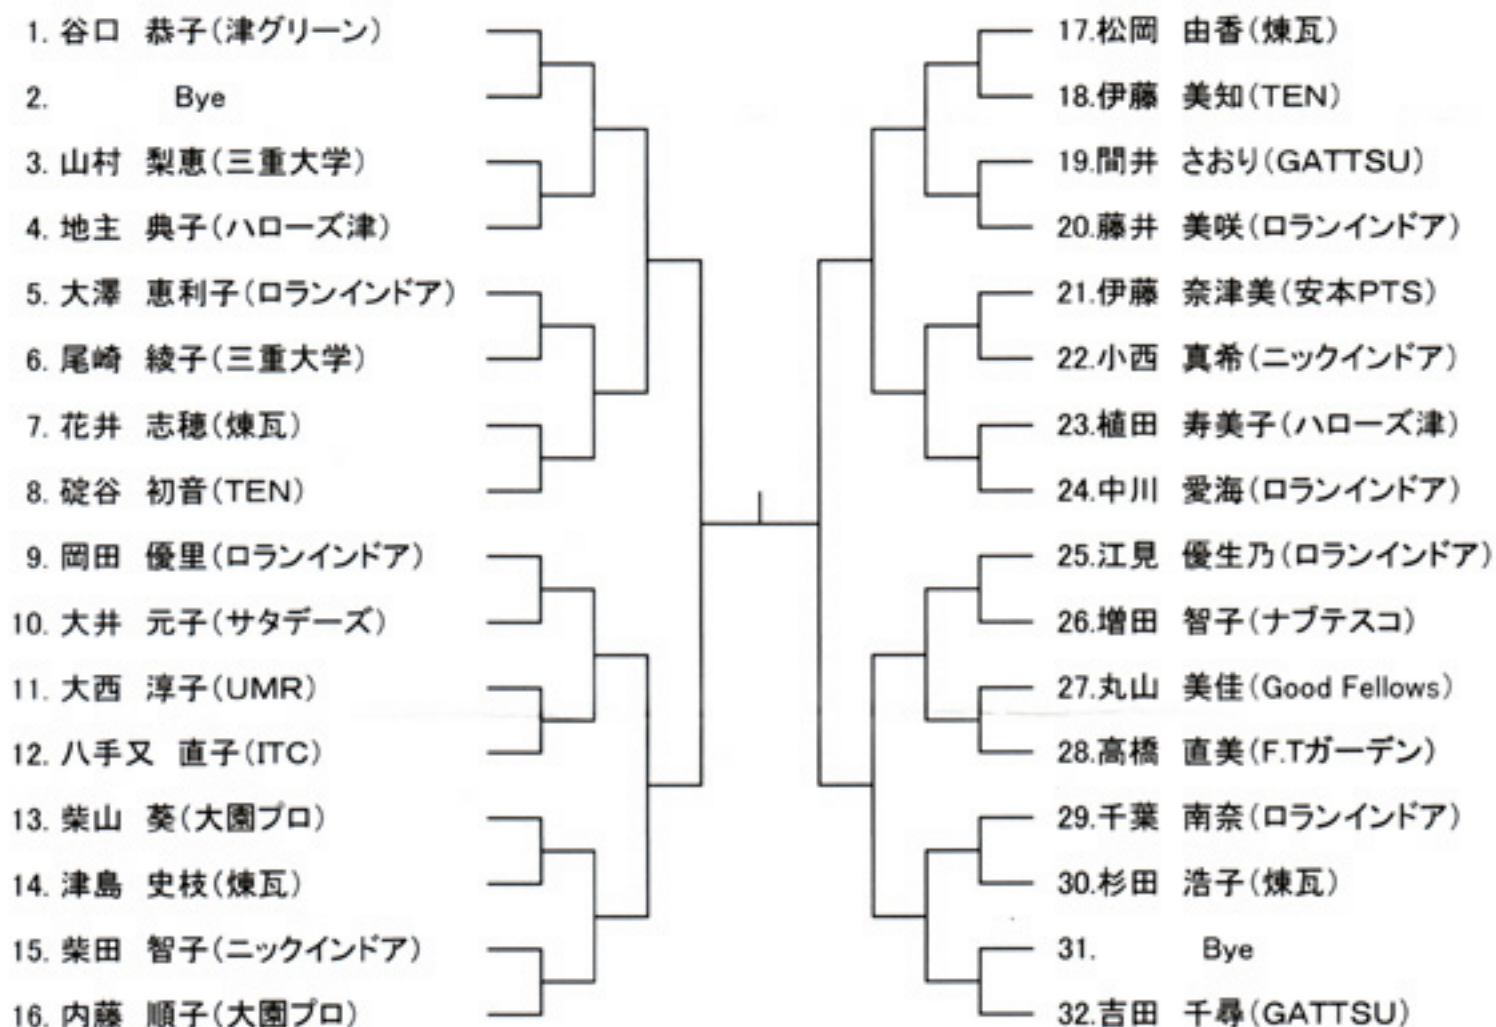 1. 谷口 恭子(津グリーン)
2. Bye
3. 山村 梨恵(三重大学)
4. 地主 典子(ハローズ津)
5. 大澤 恵利子(ロランインドア)
6. 尾崎 綾子(三重大学)
7. 花井 志穂(煉瓦)
8. 碇谷 初音(TEN)
9. 岡田 優里(ロランインドア)
10. 大井 元子(サタデーズ)
11. 大西 淳子(UMR)
12. 八手又 直子(ITC)
13. 柴山 葵(大園プロ)
14. 津島 史枝(煉瓦)
15. 柴田 智子(ニックインドア)
16. 内藤 順子(大園プロ)
17.松岡 由香(煉瓦)
18.伊藤 美知(TEN)
19.間井 さおり(GATTSU)
20.藤井 美咲(ロランインドア)
21.伊藤 奈津美(安本PTS)
22.小西 真希(ニックインドア)
23.植田 寿美子(ハローズ津)
24.中川 愛海(ロランインドア)
25.江見 優生乃(ロランインドア)
26.増田 智子(ナブテスコ)
27.丸山 美佳(Good Fellows)
28.高橋 直美(F.Tガーデン)
29.千葉 南奈(ロランインドア)
30.杉田 浩子(煉瓦)
31. Bye
32.吉田 千尋(GATTSU)